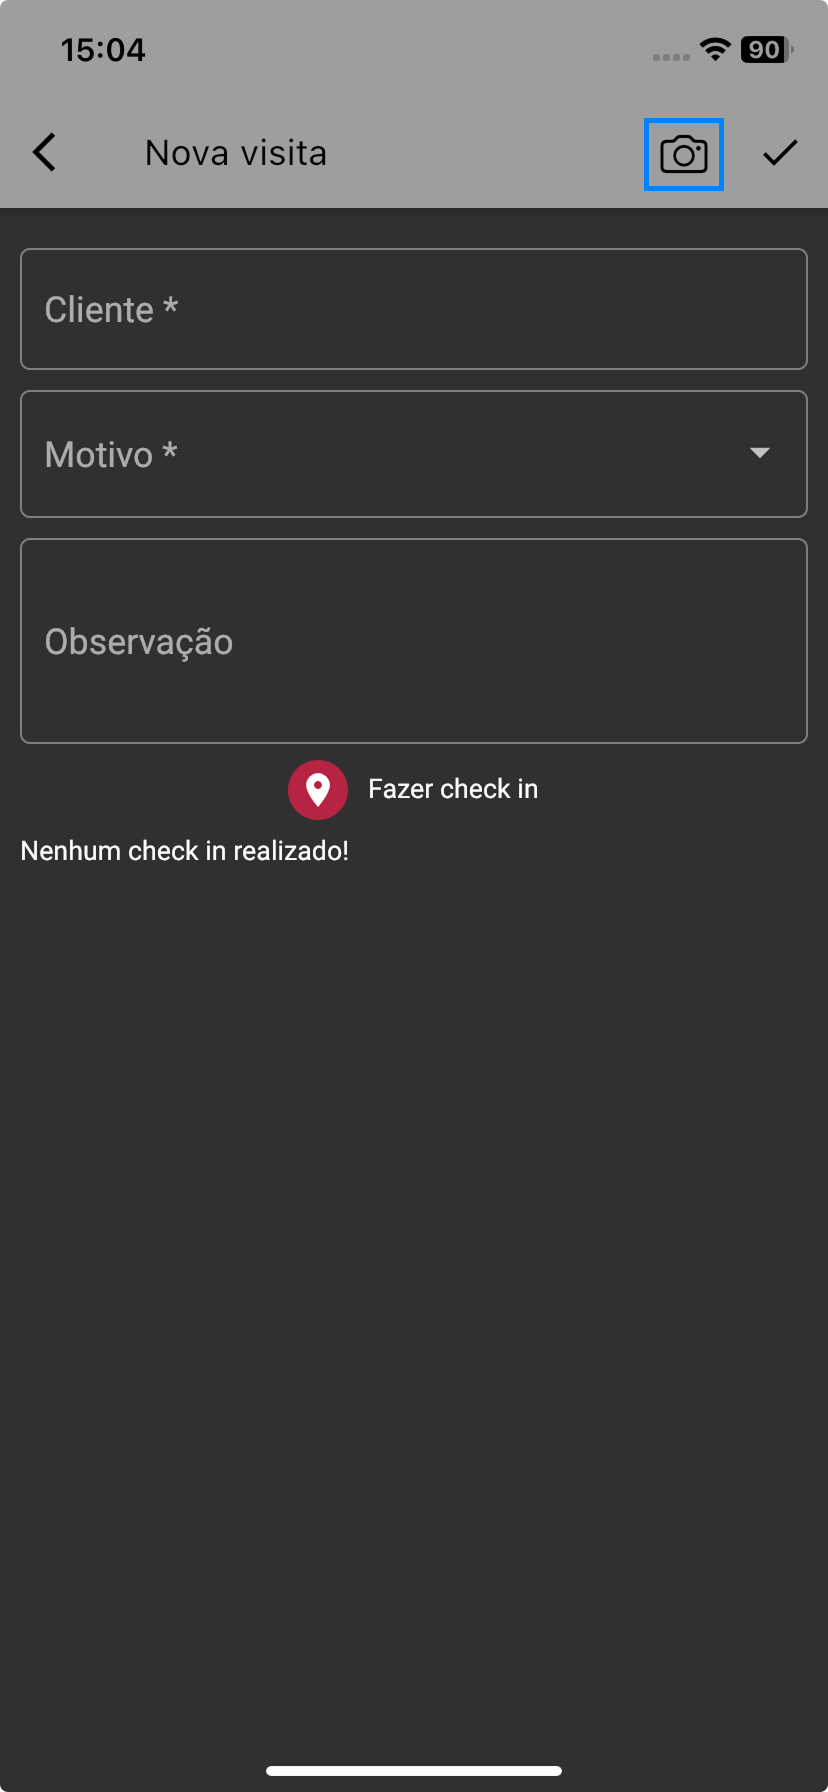 15:04
90
Nova visita
Cliente *
Motivo *
Observação
Fazer check in
Nenhum check in realizado!